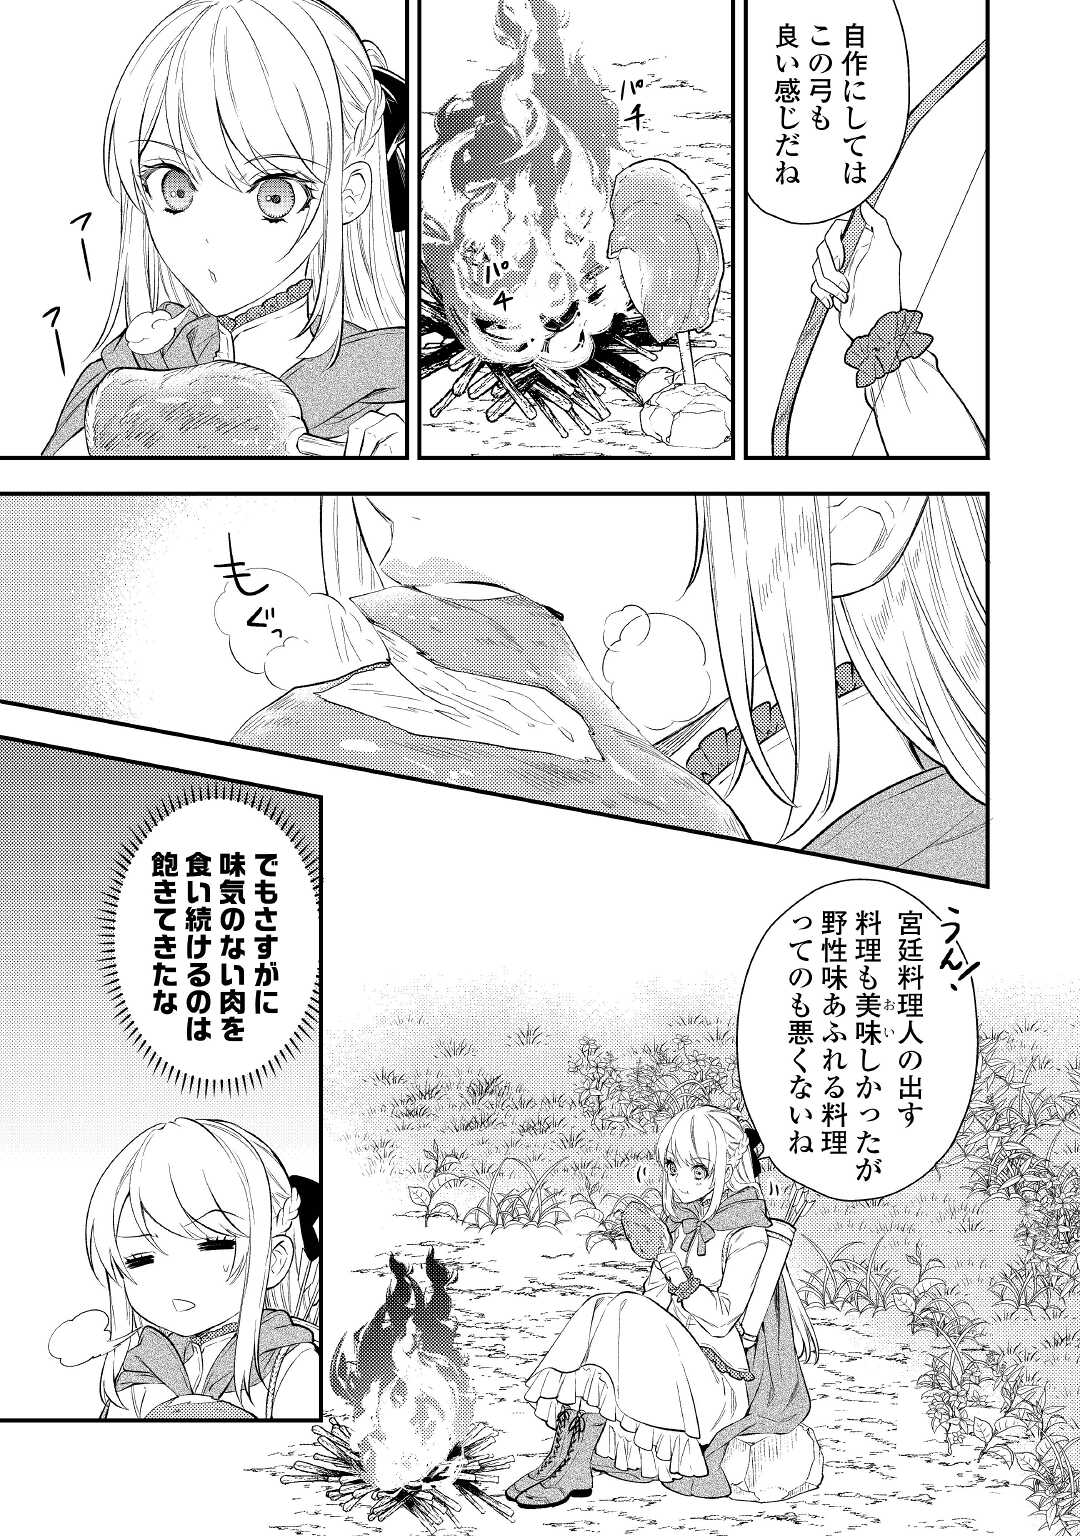 自作にしては
この弓も
良い感じだね
パチ
パチ
じー
じー
もぐっ
うん!
宮廷料理人の出す
料理も美味しかったが
おい
野性味あふれる料理
ってのも悪くないね
でもさすがに
味気のない肉を
食い続けるのは
飽きてきたな